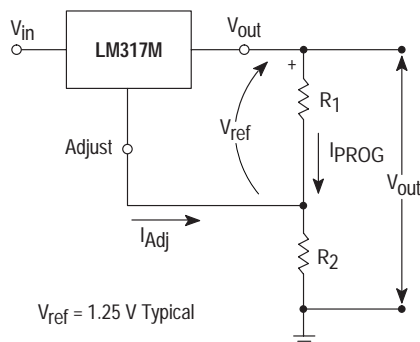 Vin
LM317M
Vout
+
R1
Vref
Adjust
IPROG
Vout
IAdj
R2
Vref = 1.25 V Typical